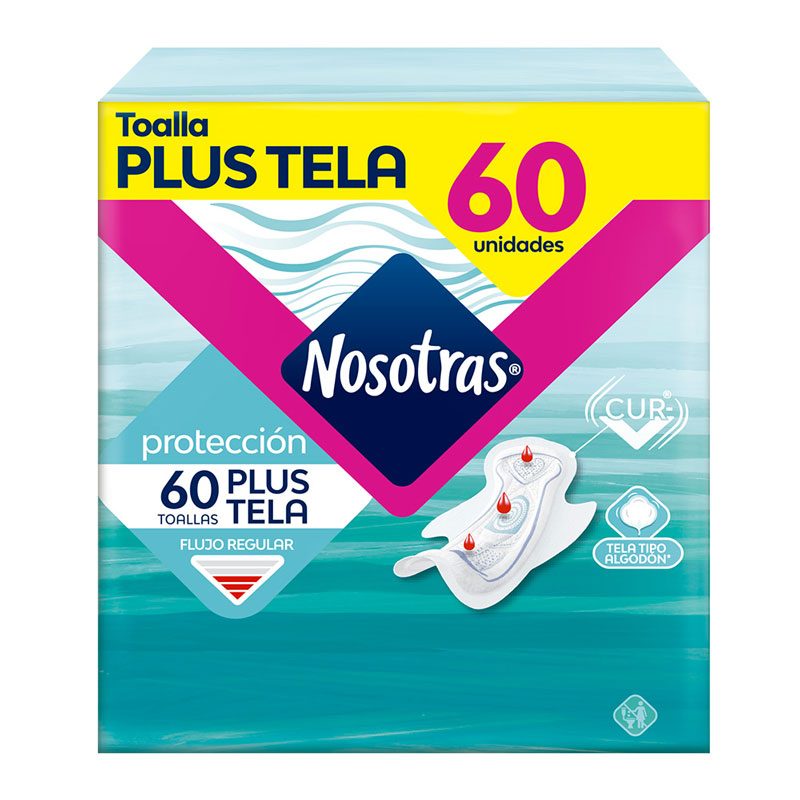 Toalla
PLUS TELA
60
unidades
Nosotras®
protección
60 PLUS
TOALLAS TELA
FLUJO REGULAR
CUR-V®
TELA TIPO
ALGODÓN*